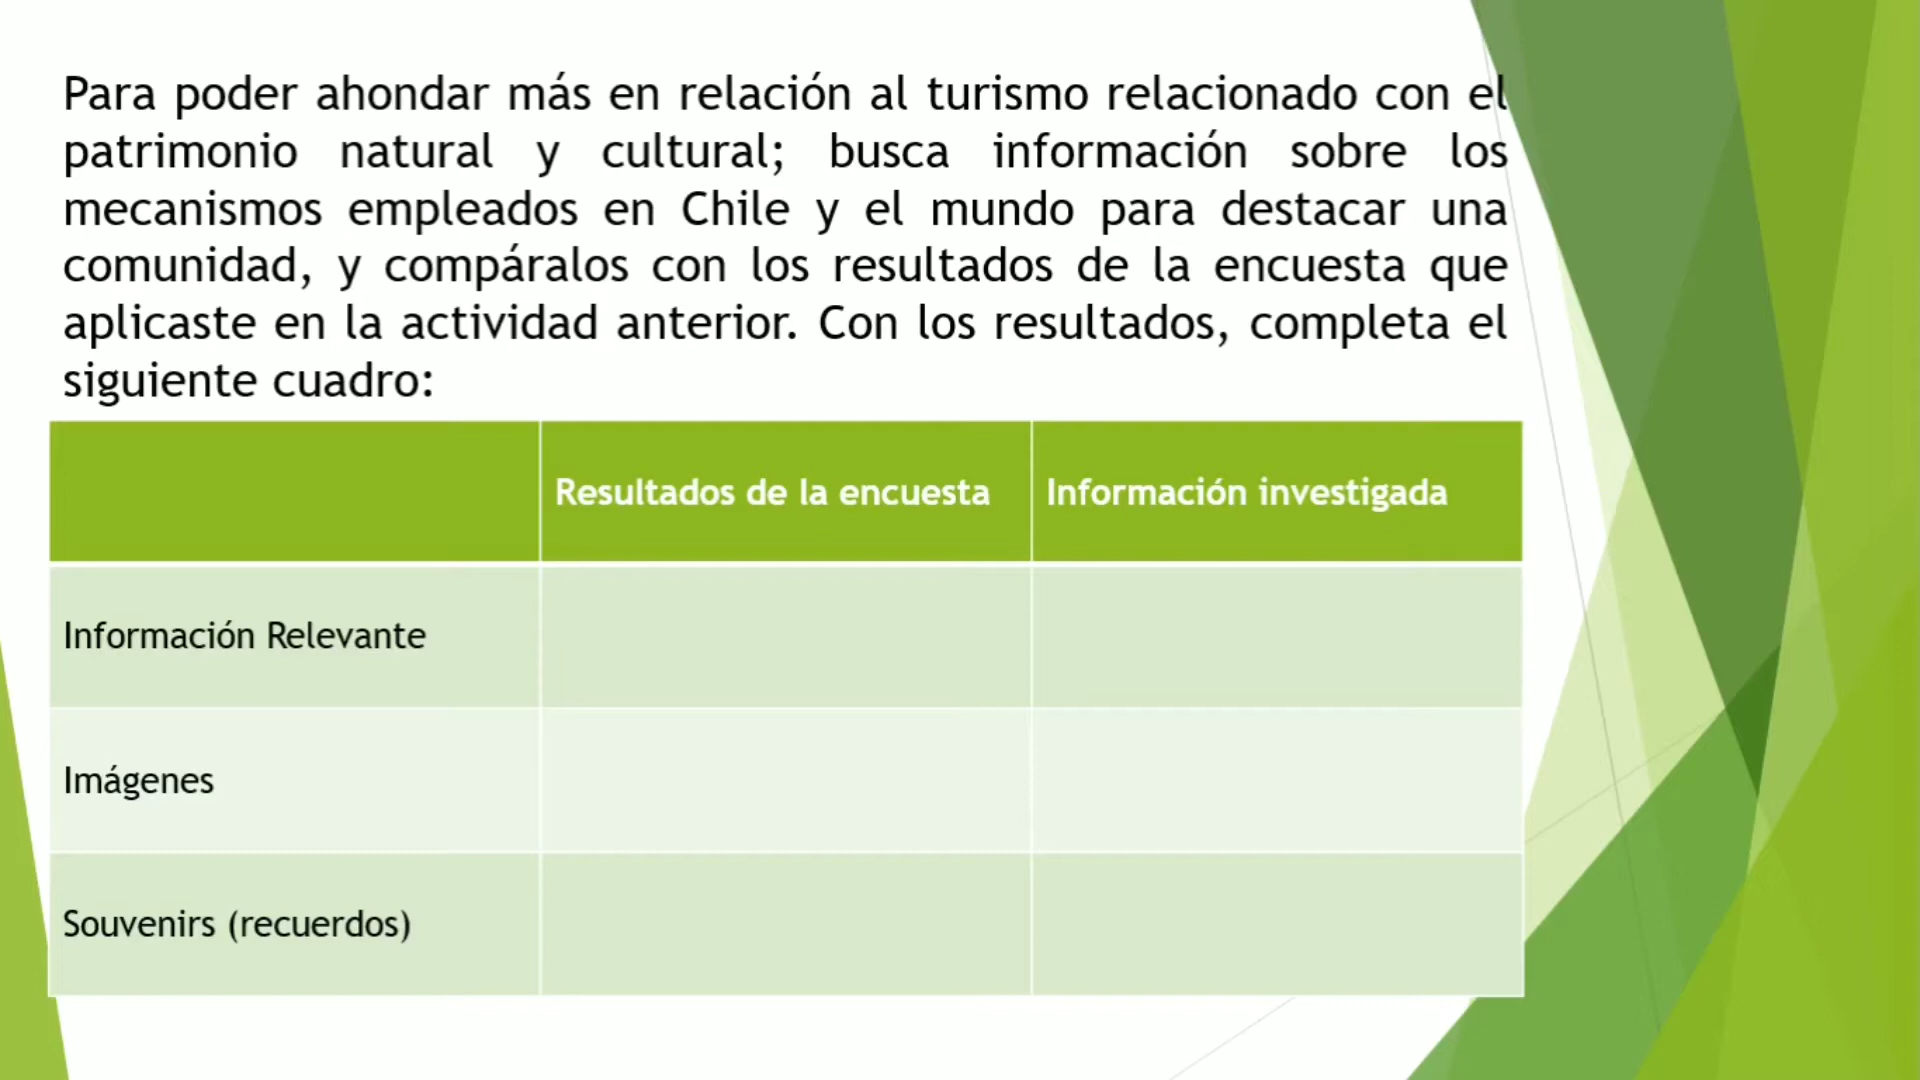 Para poder ahondar más en relación al turismo relacionado con el
patrimonio natural y cultural; busca información sobre los
mecanismos empleados en Chile y el mundo para destacar una
comunidad, y compáralos con los resultados de la encuesta que
aplicaste en la actividad anterior. Con los resultados, completa el
siguiente cuadro:
Resultados de la encuesta
Información investigada
Información Relevante
Imágenes
Souvenirs (recuerdos)